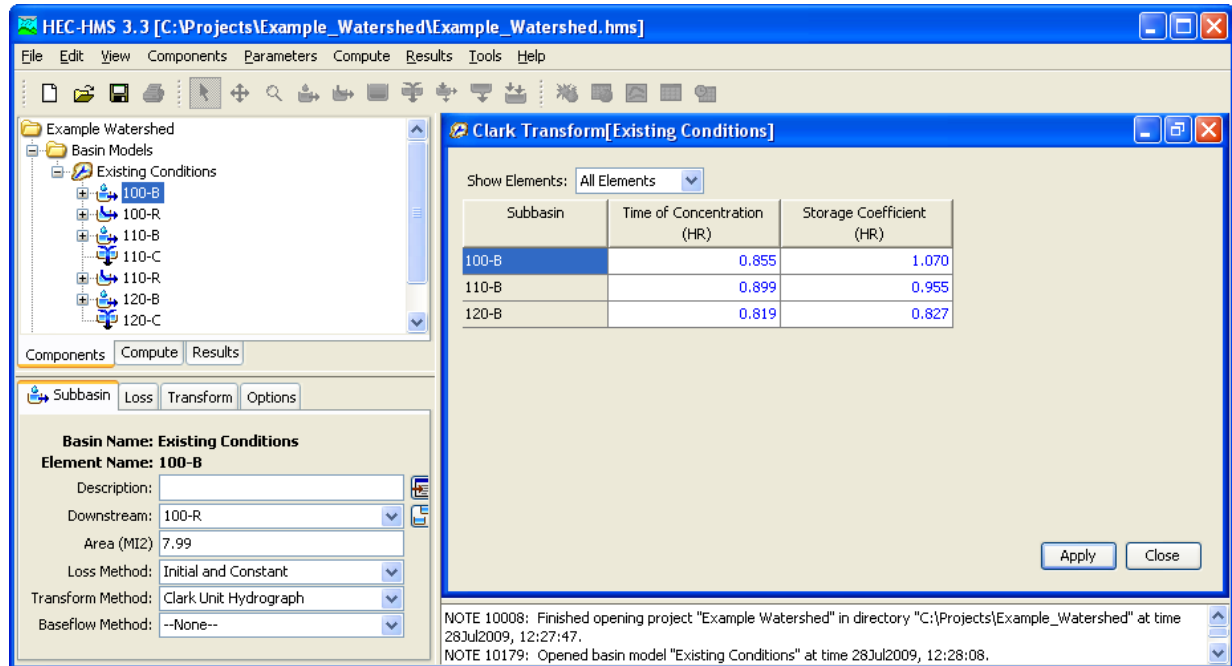 HEC-HMS 3.3 [C:\Projects\Example_Watershed\Example_Watershed.hms]
File Edit View Components Parameters Compute Results Tools Help
Example Watershed
Basin Models
Existing Conditions
100-B
100-R
110-B
110-C
110-R
120-B
120-C
Components Compute Results
Subbasin Loss Transform Options
Basin Name: Existing Conditions
Element Name: 100-B
Description:
Downstream: 100-R
Area (MI2) 7.99
Loss Method: Initial and Constant
Transform Method: Clark Unit Hydrograph
Baseflow Method: --None--
Clark Transform[Existing Conditions]
Show Elements: All Elements
Subbasin Time of Concentration (HR) Storage Coefficient (HR)
100-B 0.855 1.070
110-B 0.899 0.955
120-B 0.819 0.827
Apply Close
NOTE 10008: Finished opening project "Example Watershed" in directory "C:\Projects\Example_Watershed" at time
28Jul2009, 12:27:47.
NOTE 10179: Opened basin model "Existing Conditions" at time 28Jul2009, 12:28:08.